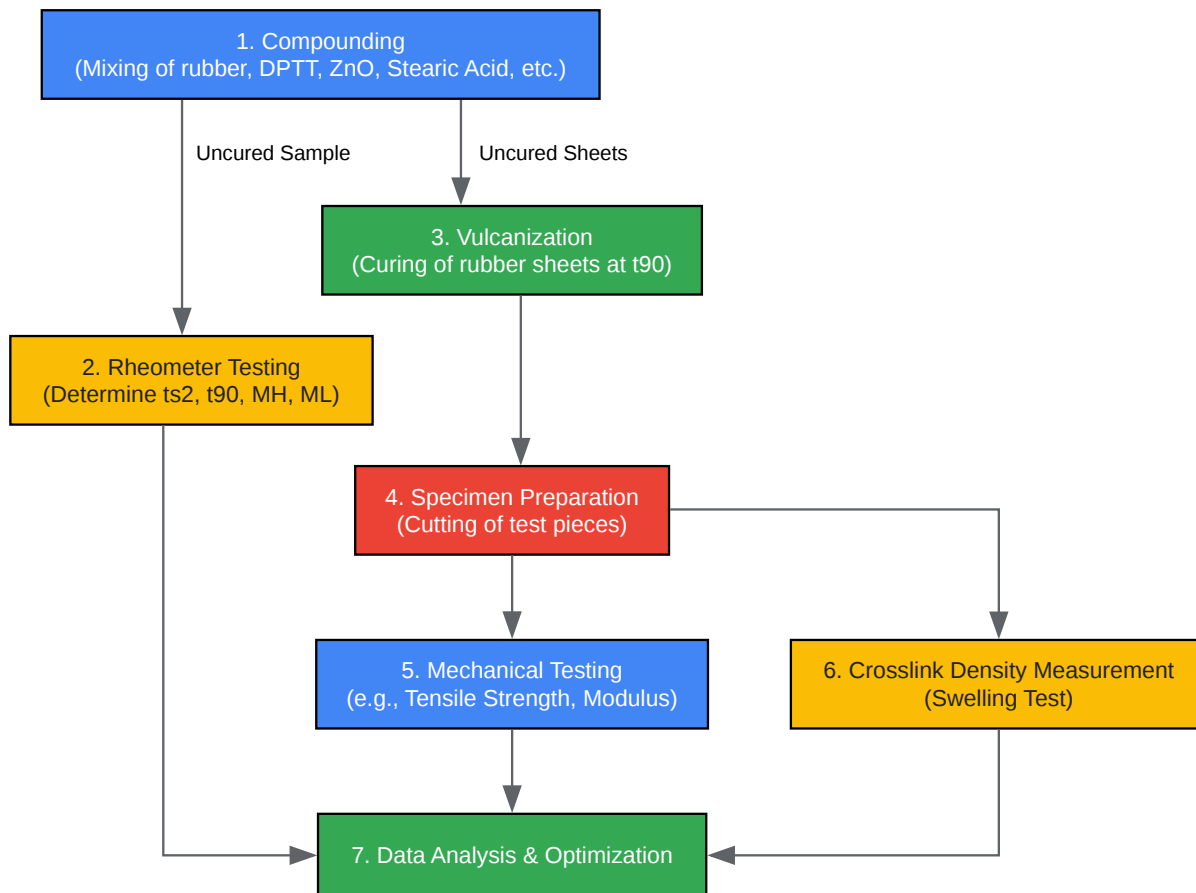 1. Compounding
(Mixing of rubber, DPTT, ZnO, Stearic Acid, etc.)
Uncured Sample
Uncured Sheets
3. Vulcanization
(Curing of rubber sheets at t90)
2. Rheometer Testing
(Determine ts2, t90, MH, ML)
4. Specimen Preparation
(Cutting of test pieces)
5. Mechanical Testing
(e.g., Tensile Strength, Modulus)
6. Crosslink Density Measurement
(Swelling Test)
7. Data Analysis & Optimization